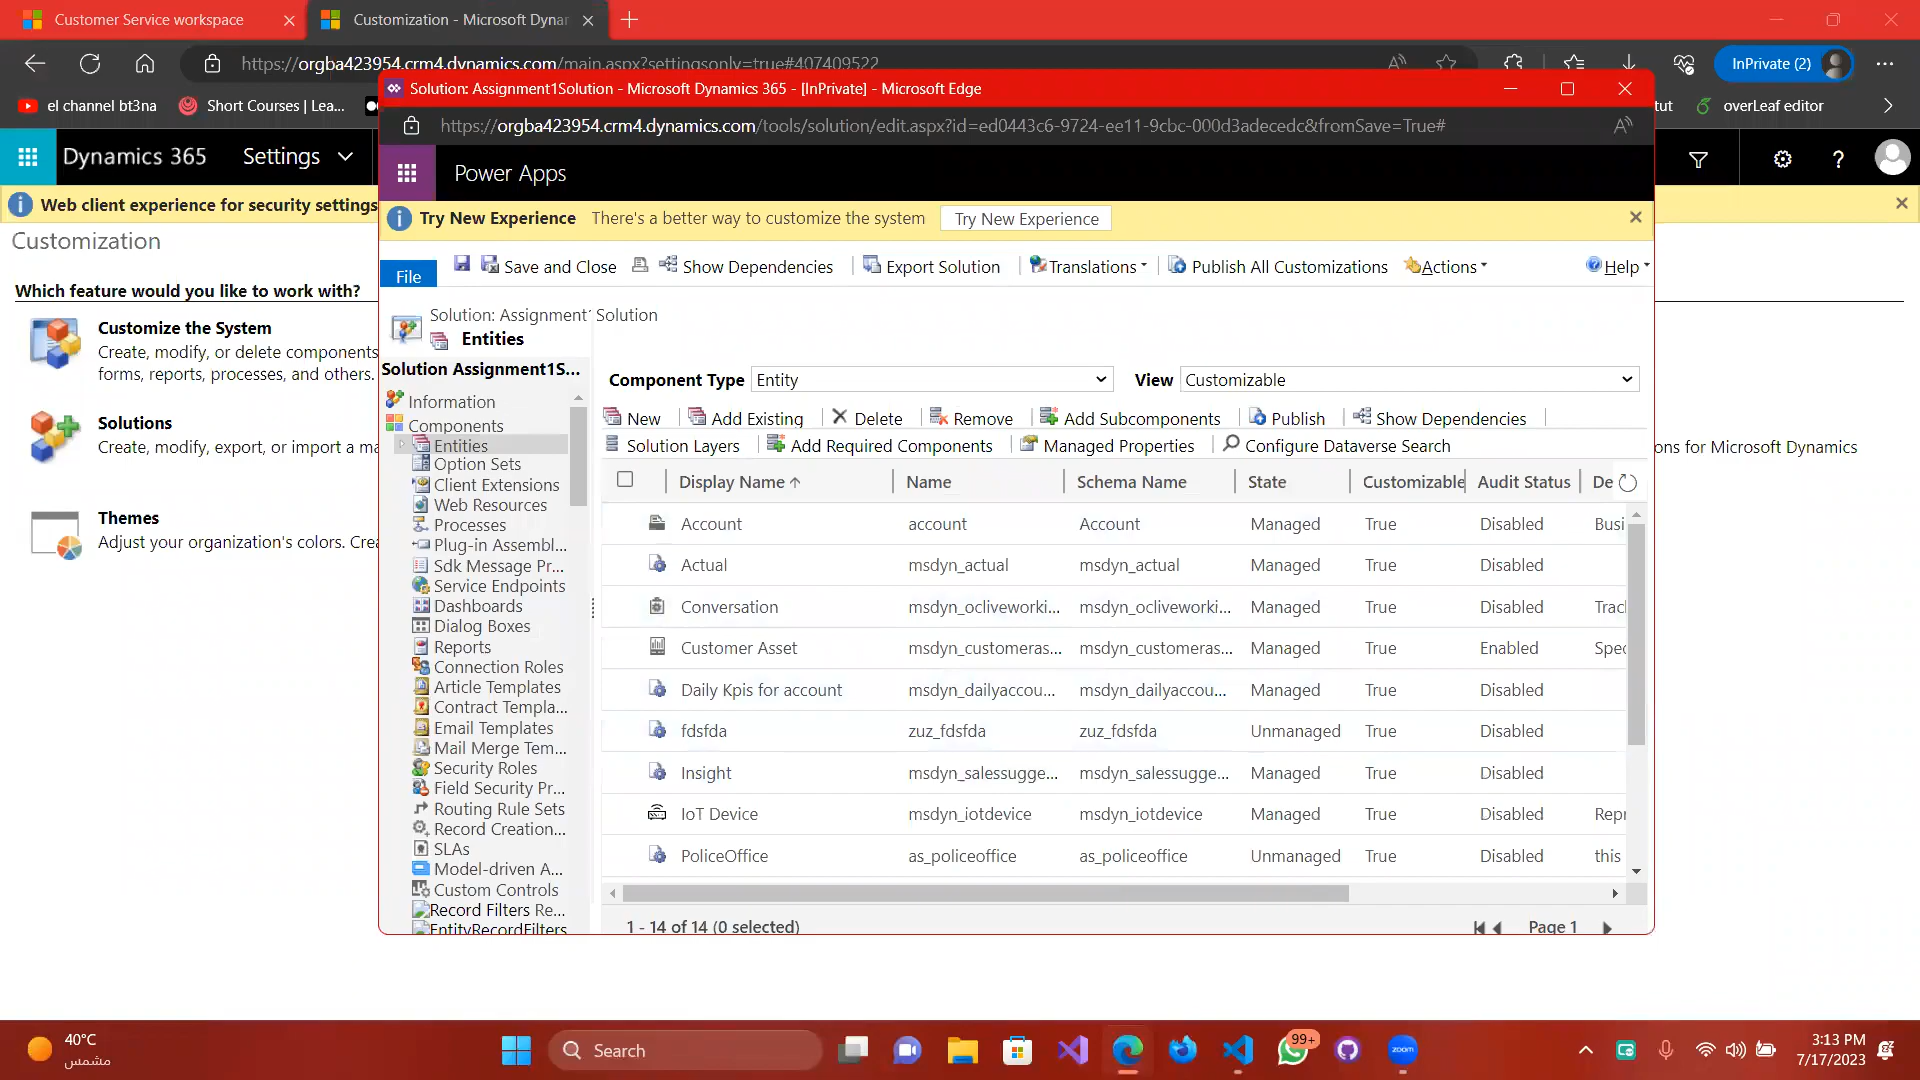 Customer Service workspace
Customization - Microsoft Dynar
https://orgba423954.crm4.dynamics.com/main.aspx?settingsonly=true#407409522
InPrivate (2)
el channel bt3na
Short Courses | Lea...
tut
overLeaf editor
Dynamics 365
Settings
Web client experience for security settings
Customization
Which feature would you like to work with?
Customize the System
Create, modify, or delete components
forms, reports, processes, and others.
Solutions
Create, modify, export, or import a ma
ons for Microsoft Dynamics
Themes
Adjust your organization's colors. Crea
Solution: Assignment1Solution - Microsoft Dynamics 365 - [InPrivate] - Microsoft Edge
https://orgba423954.crm4.dynamics.com/tools/solution/edit.aspx?id=ed0443c6-9724-ee11-9cbc-000d3adecedc&fromSave=True#
Power Apps
Try New Experience There's a better way to customize the system Try New Experience
File Save and Close Show Dependencies Export Solution Translations Publish All Customizations Actions Help
Solution: Assignment Solution
Entities
Solution Assignment1S...
Information
Components
Entities
Option Sets
Client Extensions
Web Resources
Processes
Plug-in Assembl...
Sdk Message Pr...
Service Endpoints
Dashboards
Dialog Boxes
Reports
Connection Roles
Article Templates
Contract Templa...
Email Templates
Mail Merge Tem...
Security Roles
Field Security Pr...
Routing Rule Sets
Record Creation...
SLAs
Model-driven A...
Custom Controls
Record Filters Re...
EntityRecordFilters
Component Type Entity View Customizable
New Add Existing Delete Remove Add Subcomponents Publish Show Dependencies
Solution Layers Add Required Components Managed Properties Configure Dataverse Search
Display Name Name Schema Name State Customizable Audit Status De
Account account Account Managed True Disabled Busi
Actual msdyn_actual msdyn_actual Managed True Disabled
Conversation msdyn_ocliveworki... msdyn_ocliveworki... Managed True Disabled Trac
Customer Asset msdyn_customeras... msdyn_customeras... Managed True Enabled Spec
Daily Kpis for account msdyn_dailyaccou... msdyn_dailyaccou... Managed True Disabled
fdsfda zuz_fdsfda zuz_fdsfda Unmanaged True Disabled
Insight msdyn_salessugge... msdyn_salessugge... Managed True Disabled
IoT Device msdyn_iotdevice msdyn_iotdevice Managed True Disabled Repr
PoliceOffice as_policeoffice as_policeoffice Unmanaged True Disabled this
1 - 14 of 14 (0 selected)
Page 1
40°C
مشمس
Search
99+
zoom
3:13 PM
7/17/2023